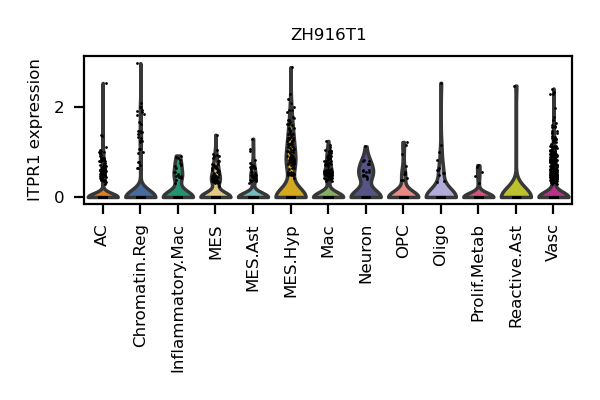 ZH916T1
ITPR1 expression
2
0
AC
Chromatin.Reg
Inflammatory.Mac
MES
MES.Ast
MES.Hyp
Mac
Neuron
OPC
Oligo
Prolif.Metab
Reactive.Ast
Vasc